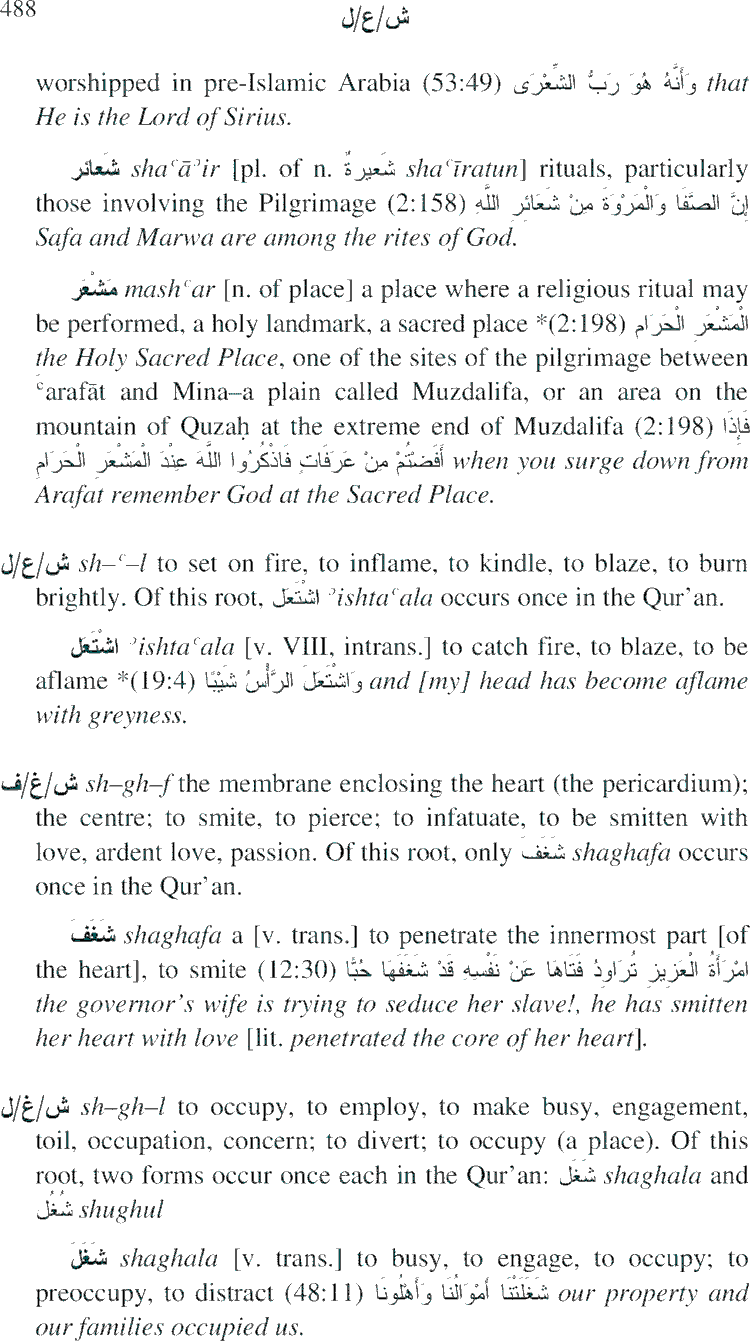 488
ش/ع/ل
worshipped in pre-Islamic Arabia (53:49) وَأَنَّهُ هُوَ رَبُّ الشِّعْرَى that
He is the Lord of Sirius.
شَعائر shaʿāʾir [pl. of n. شَعيرةٌ shaʿīratun] rituals, particularly
those involving the Pilgrimage (2:158) إِنَّ الصَّفَا وَالْمَرْوَةَ مِنْ شَعَائِرِ اللَّهِ
Safa and Marwa are among the rites of God.
مَشْعَر mashʿar [n. of place] a place where a religious ritual may
be performed, a holy landmark, a sacred place *(2:198) الْمَشْعَرِ الْحَرَامِ
the Holy Sacred Place, one of the sites of the pilgrimage between
ʿarafāt and Mina–a plain called Muzdalifa, or an area on the
mountain of Quzaḥ at the extreme end of Muzdalifa (2:198) فَإِذَا
أَفَضْتُمْ مِنْ عَرَفَاتٍ فَاذْكُرُوا اللَّهَ عِنْدَ الْمَشْعَرِ الْحَرَامِ when you surge down from
Arafat remember God at the Sacred Place.
ش/ع/ل sh–ʿ–l to set on fire, to inflame, to kindle, to blaze, to burn
brightly. Of this root, اشْتَعَل ʾishtaʿala occurs once in the Qur’an.
اشْتَعَل ʾishtaʿala [v. VIII, intrans.] to catch fire, to blaze, to be
aflame *(19:4) وَاشْتَعَلَ الرَّأْسُ شَيْبًا and [my] head has become aflame
with greyness.
ش/غ/ف sh–gh–f the membrane enclosing the heart (the pericardium);
the centre; to smite, to pierce; to infatuate, to be smitten with
love, ardent love, passion. Of this root, only شَغَفَ shaghafa occurs
once in the Qur’an.
شَغَفَ shaghafa a [v. trans.] to penetrate the innermost part [of
the heart], to smite (12:30) امْرَأَةُ الْعَزِيزِ تُرَاوِدُ فَتَاهَا عَنْ نَفْسِهِ قَدْ شَغَفَهَا حُبًّا
the governor’s wife is trying to seduce her slave!, he has smitten
her heart with love [lit. penetrated the core of her heart].
ش/غ/ل sh–gh–l to occupy, to employ, to make busy, engagement,
toil, occupation, concern; to divert; to occupy (a place). Of this
root, two forms occur once each in the Qur’an: شَغَلَ shaghala and
شُغُل shughul
شَغَلَ shaghala [v. trans.] to busy, to engage, to occupy; to
preoccupy, to distract (48:11) شَغَلَتْنَا أَمْوَالُنَا وَأَهْلُونَا our property and
our families occupied us.